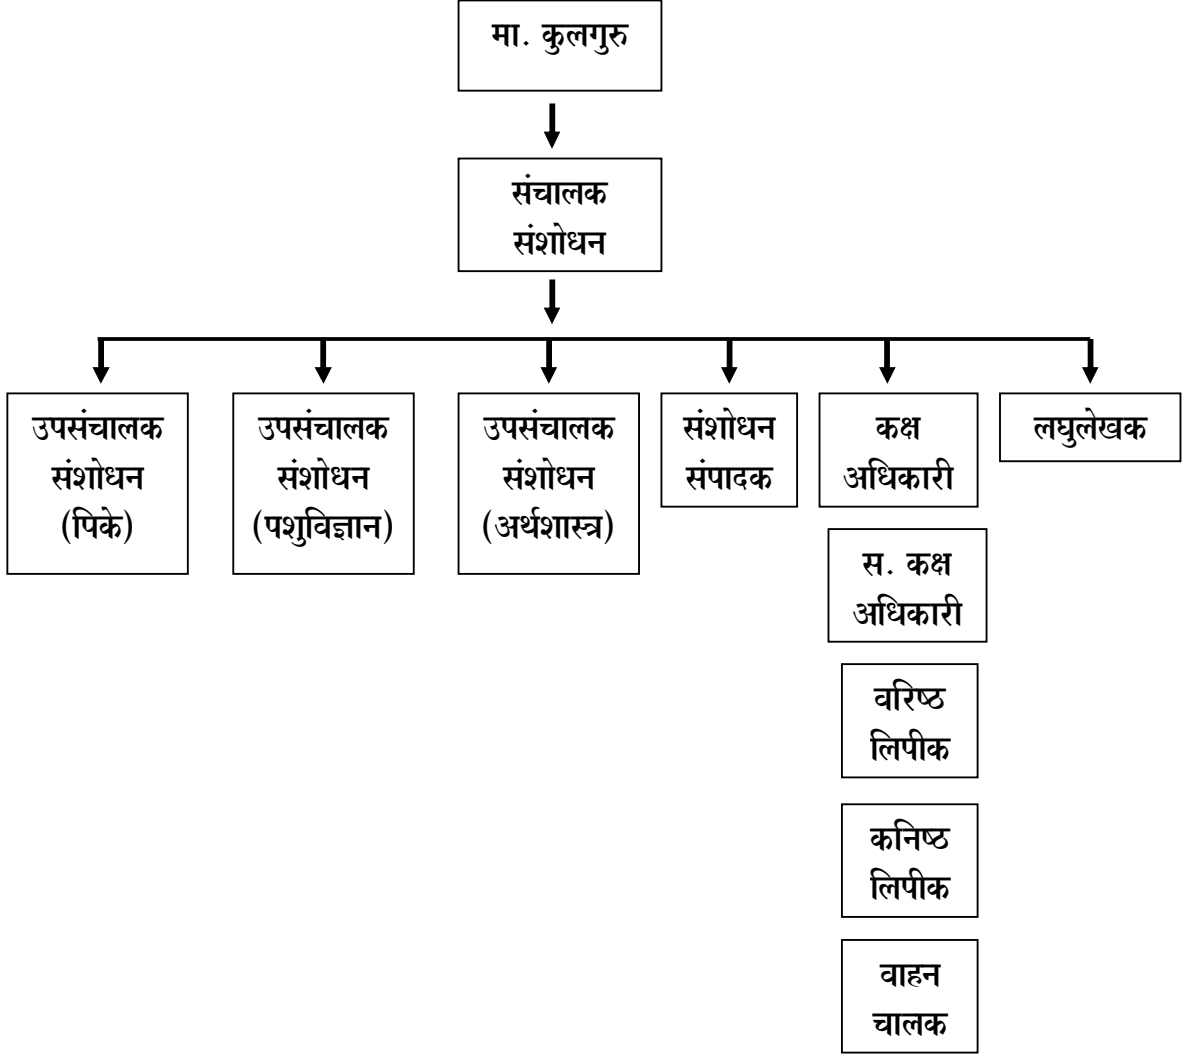 मा. कुलगुरु
संचालक
संशोधन
उपसंचालक
संशोधन
(पिके)
उपसंचालक
संशोधन
(पशुविज्ञान)
उपसंचालक
संशोधन
(अर्थशास्त्र)
संशोधन
संपादक
कक्ष
अधिकारी
लघुलेखक
स. कक्ष
अधिकारी
वरिष्ठ
लिपीक
कनिष्ठ
लिपीक
वाहन
चालक